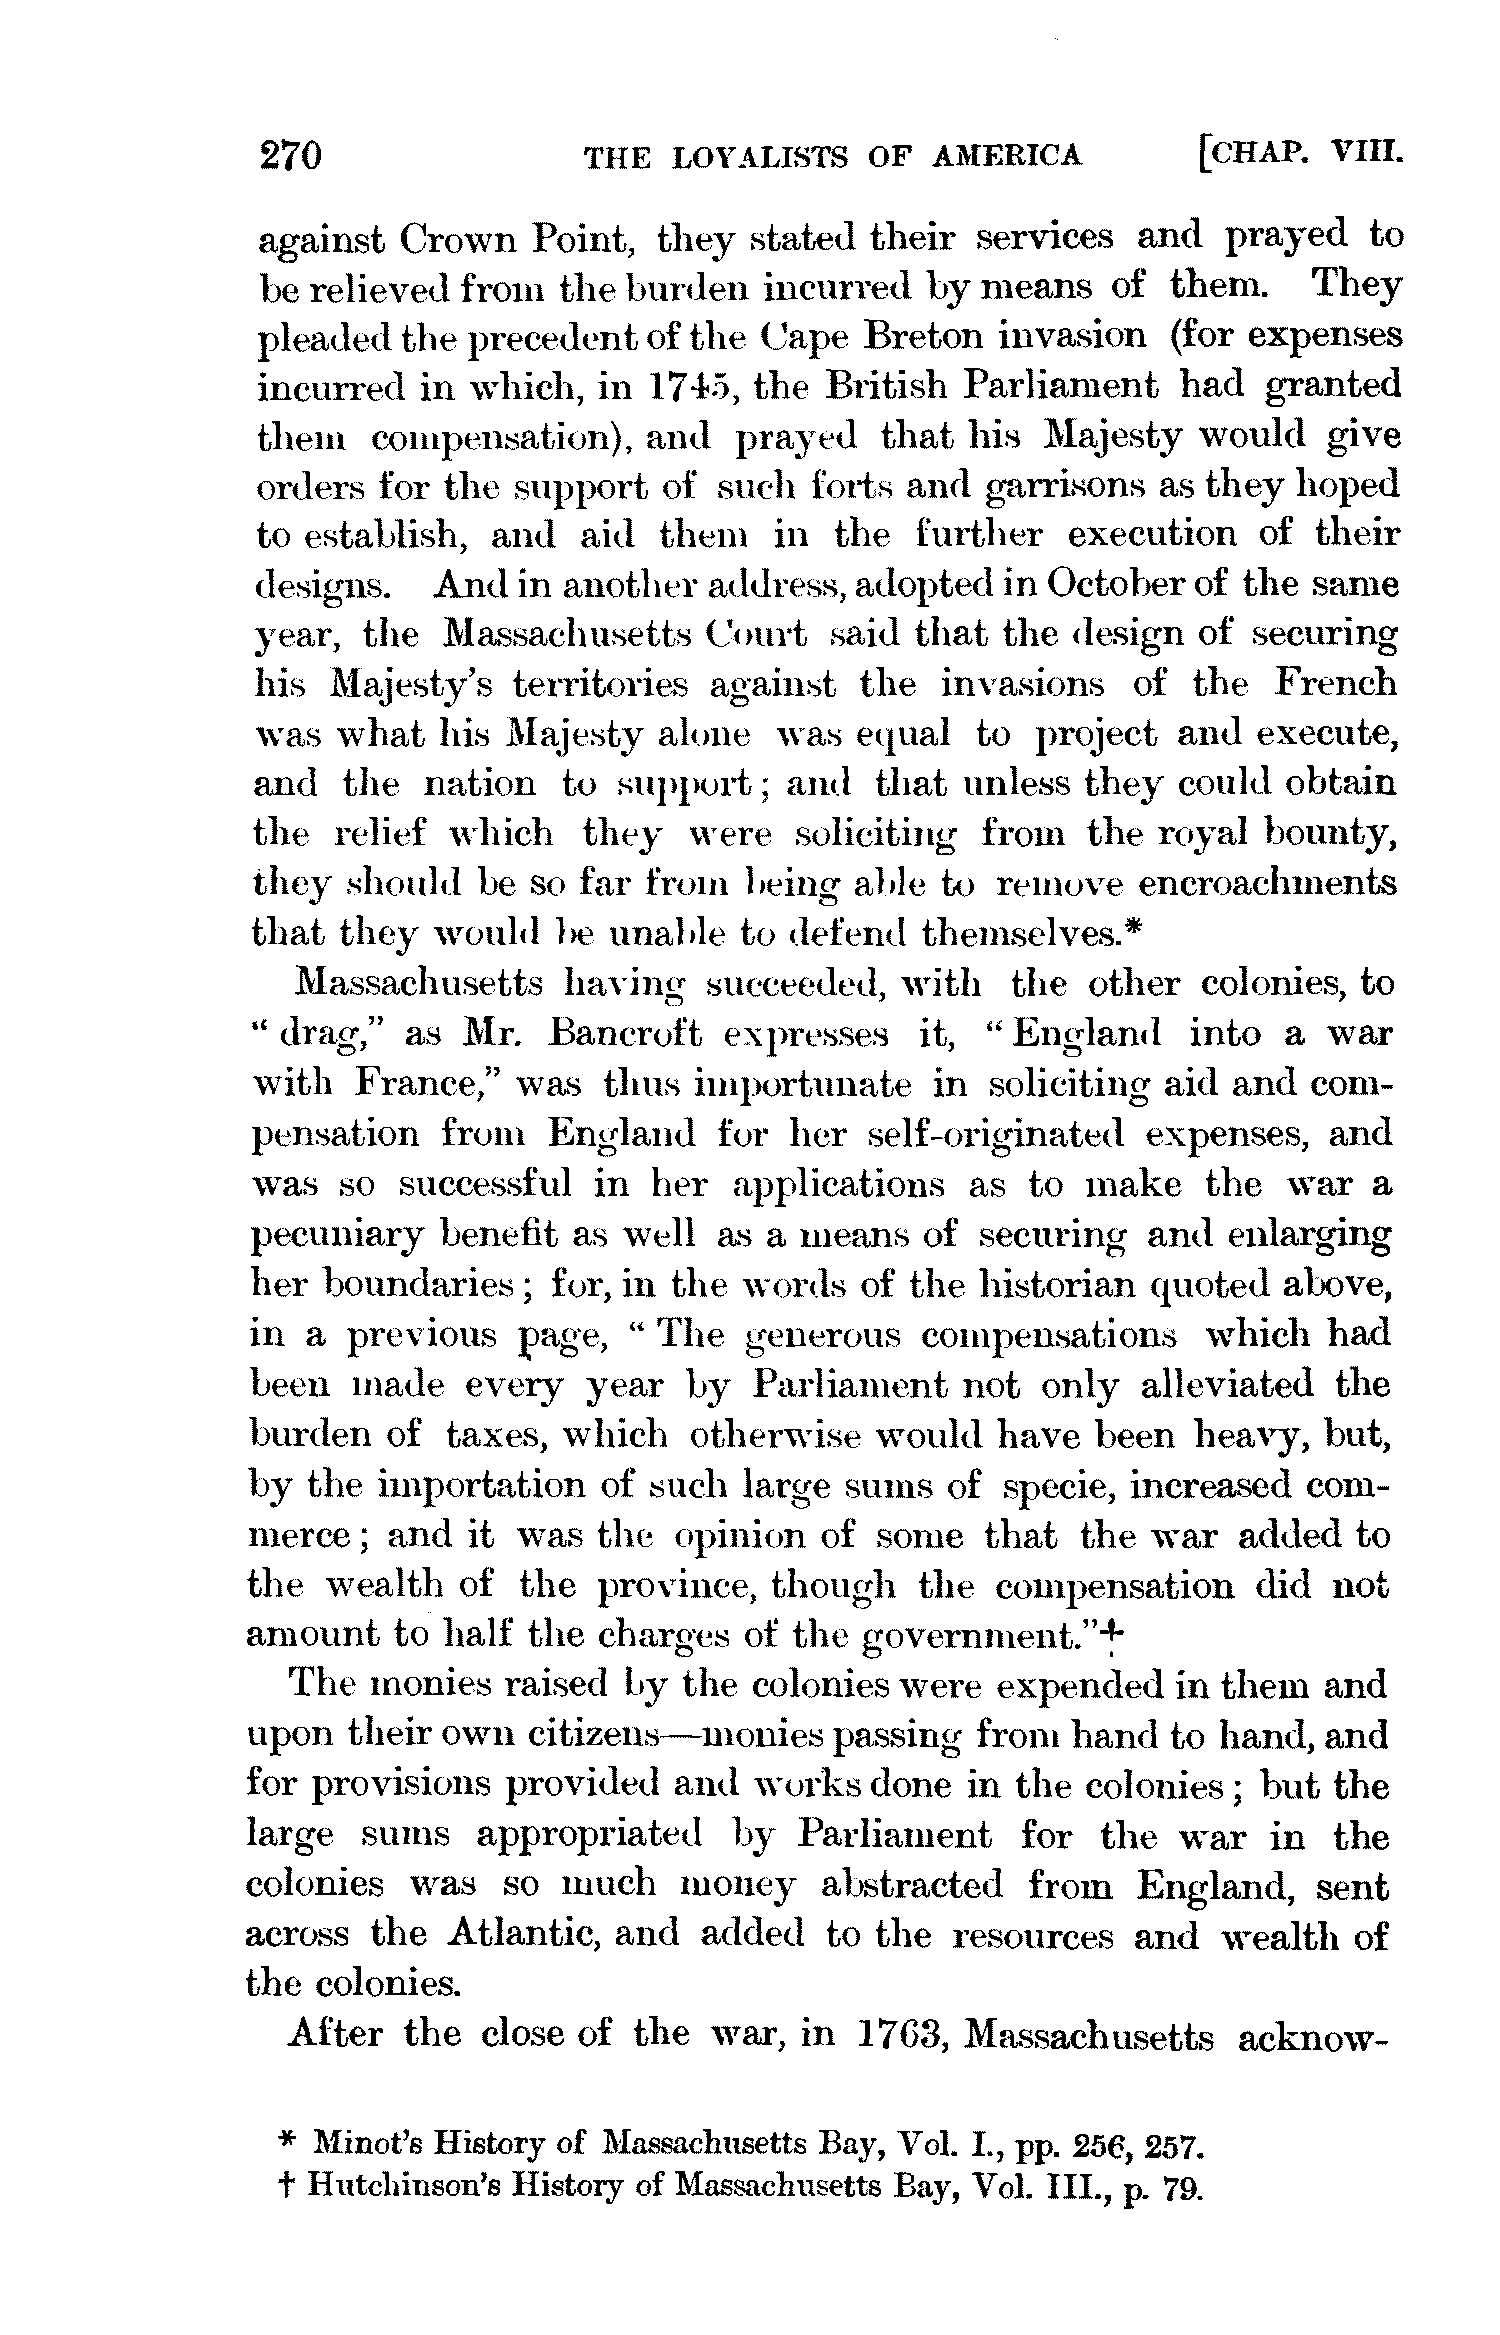 270 THE LOYALISTS OF AMERICA [CHAP. VIII.
against Crown Point, they stated their services and prayed to
be relieved from the burden incurred by means of them. They
pleaded the precedent of the Cape Breton invasion (for expenses
incurred in which, in 1745, the British Parliament had granted
them compensation), and prayed that his Majesty would give
orders for the support of such forts and garrisons as they hoped
to establish, and aid them in the further execution of their
designs. And in another address, adopted in October of the same
year, the Massachusetts Court said that the design of securing
his Majesty's territories against the invasions of the French
was what his Majesty alone was equal to project and execute,
and the nation to support; and that unless they could obtain
the relief which they were soliciting from the royal bounty,
they should be so far from being able to remove encroachments
that they would be unable to defend themselves.*
Massachusetts having succeeded, with the other colonies, to
" drag," as Mr. Bancroft expresses it, " England into a war
with France," was thus importunate in soliciting aid and com-
pensation from England for her self-originated expenses, and
was so successful in her applications as to make the war a
pecuniary benefit as well as a means of securing and enlarging
her boundaries; for, in the words of the historian quoted above,
in a previous page, " The generous compensations which had
been made every year by Parliament not only alleviated the
burden of taxes, which otherwise would have been heavy, but,
by the importation of such large sums of specie, increased com-
merce; and it was the opinion of some that the war added to
the wealth of the province, though the compensation did not
amount to half the charges of the government."†
The monies raised by the colonies were expended in them and
upon their own citizens—monies passing from hand to hand, and
for provisions provided and works done in the colonies; but the
large sums appropriated by Parliament for the war in the
colonies was so much money abstracted from England, sent
across the Atlantic, and added to the resources and wealth of
the colonies.
After the close of the war, in 1763, Massachusetts acknow-
* Minot's History of Massachusetts Bay, Vol. I., pp. 256, 257.
† Hutchinson's History of Massachusetts Bay, Vol. III., p. 79.